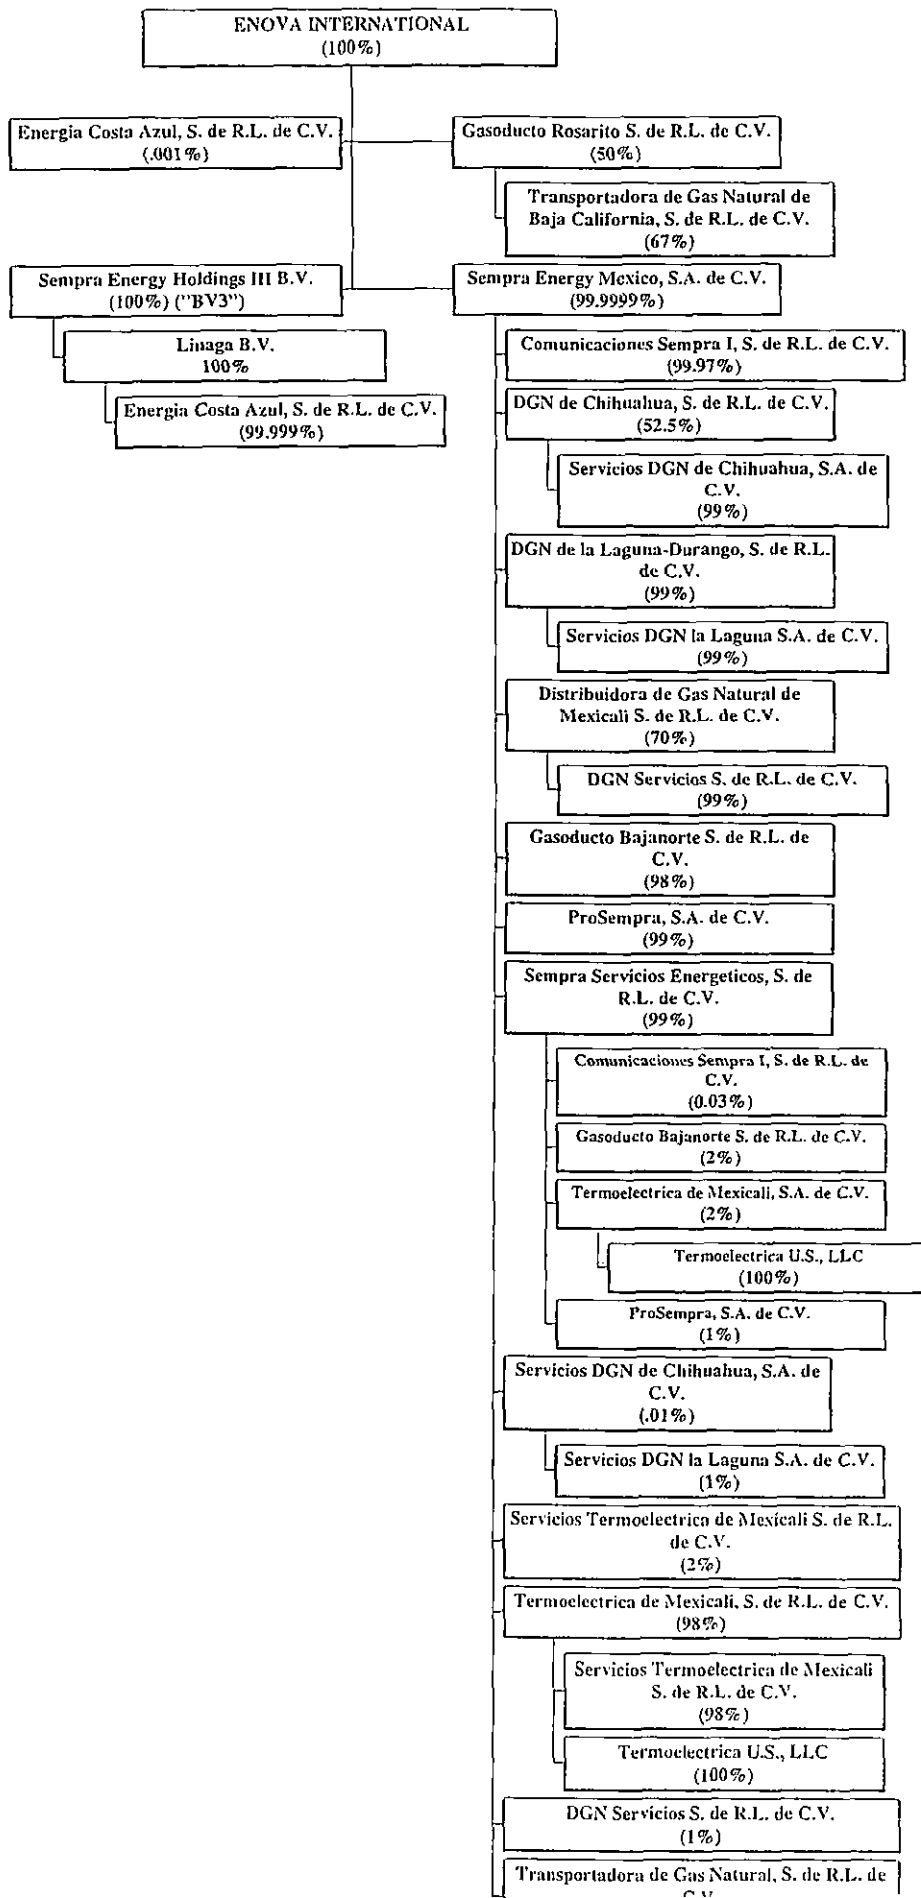 ENOVA INTERNATIONAL
(100%)
Energia Costa Azul, S. de R.L. de C.V.
(.001%)
Gasoducto Rosarito S. de R.L. de C.V.
(50%)
Transportadora de Gas Natural de
Baja California, S. de R.L. de C.V.
(67%)
Sempra Energy Holdings III B.V.
(100%) ("BV3")
Sempra Energy Mexico, S.A. de C.V.
(99.9999%)
Linaga B.V.
100%
Energia Costa Azul, S. de R.L. de C.V.
(99.999%)
Comunicaciones Sempra I, S. de R.L. de C.V.
(99.97%)
DGN de Chihuahua, S. de R.L. de C.V.
(52.5%)
Servicios DGN de Chihuahua, S.A. de
C.V.
(99%)
DGN de la Laguna-Durango, S. de R.L.
de C.V.
(99%)
Servicios DGN la Laguna S.A. de C.V.
(99%)
Distribuidora de Gas Natural de
Mexicali S. de R.L. de C.V.
(70%)
DGN Servicios S. de R.L. de C.V.
(99%)
Gasoducto Bajanorte S. de R.L. de
C.V.
(98%)
ProSempra, S.A. de C.V.
(99%)
Sempra Servicios Energeticos, S. de
R.L. de C.V.
(99%)
Comunicaciones Sempra I, S. de R.L. de
C.V.
(0.03%)
Gasoducto Bajanorte S. de R.L. de C.V.
(2%)
Termoelectrica de Mexicali, S.A. de C.V.
(2%)
Termoelectrica U.S., LLC
(100%)
ProSempra, S.A. de C.V.
(1%)
Servicios DGN de Chihuahua, S.A. de
C.V.
(.01%)
Servicios DGN la Laguna S.A. de C.V.
(1%)
Servicios Termoelectrica de Mexicali S. de R.L.
de C.V.
(2%)
Termoelectrica de Mexicali, S. de R.L. de C.V.
(98%)
Servicios Termoelectrica de Mexicali
S. de R.L. de C.V.
(98%)
Termoelectrica U.S., LLC
(100%)
DGN Servicios S. de R.L. de C.V.
(1%)
Transportadora de Gas Natural, S. de R.L. de
C.V.